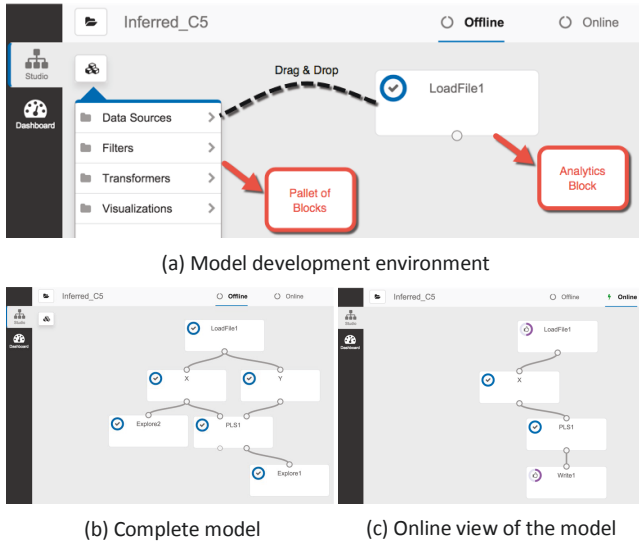 Inferred_C5
Offline
Online
Studio
Dashboard
Drag & Drop
LoadFile1
Data Sources
Filters
Transformers
Visualizations
Pallet of
Blocks
Analytics
Block
(a) Model development environment
Inferred_C5
Offline
Online
Studio
Dashboard
LoadFile1
X
Y
Explore2
PLS1
Explore1
Inferred_C5
Offline
Online
Studio
Dashboard
LoadFile1
X
PLS1
Write1
(b) Complete model
(c) Online view of the model